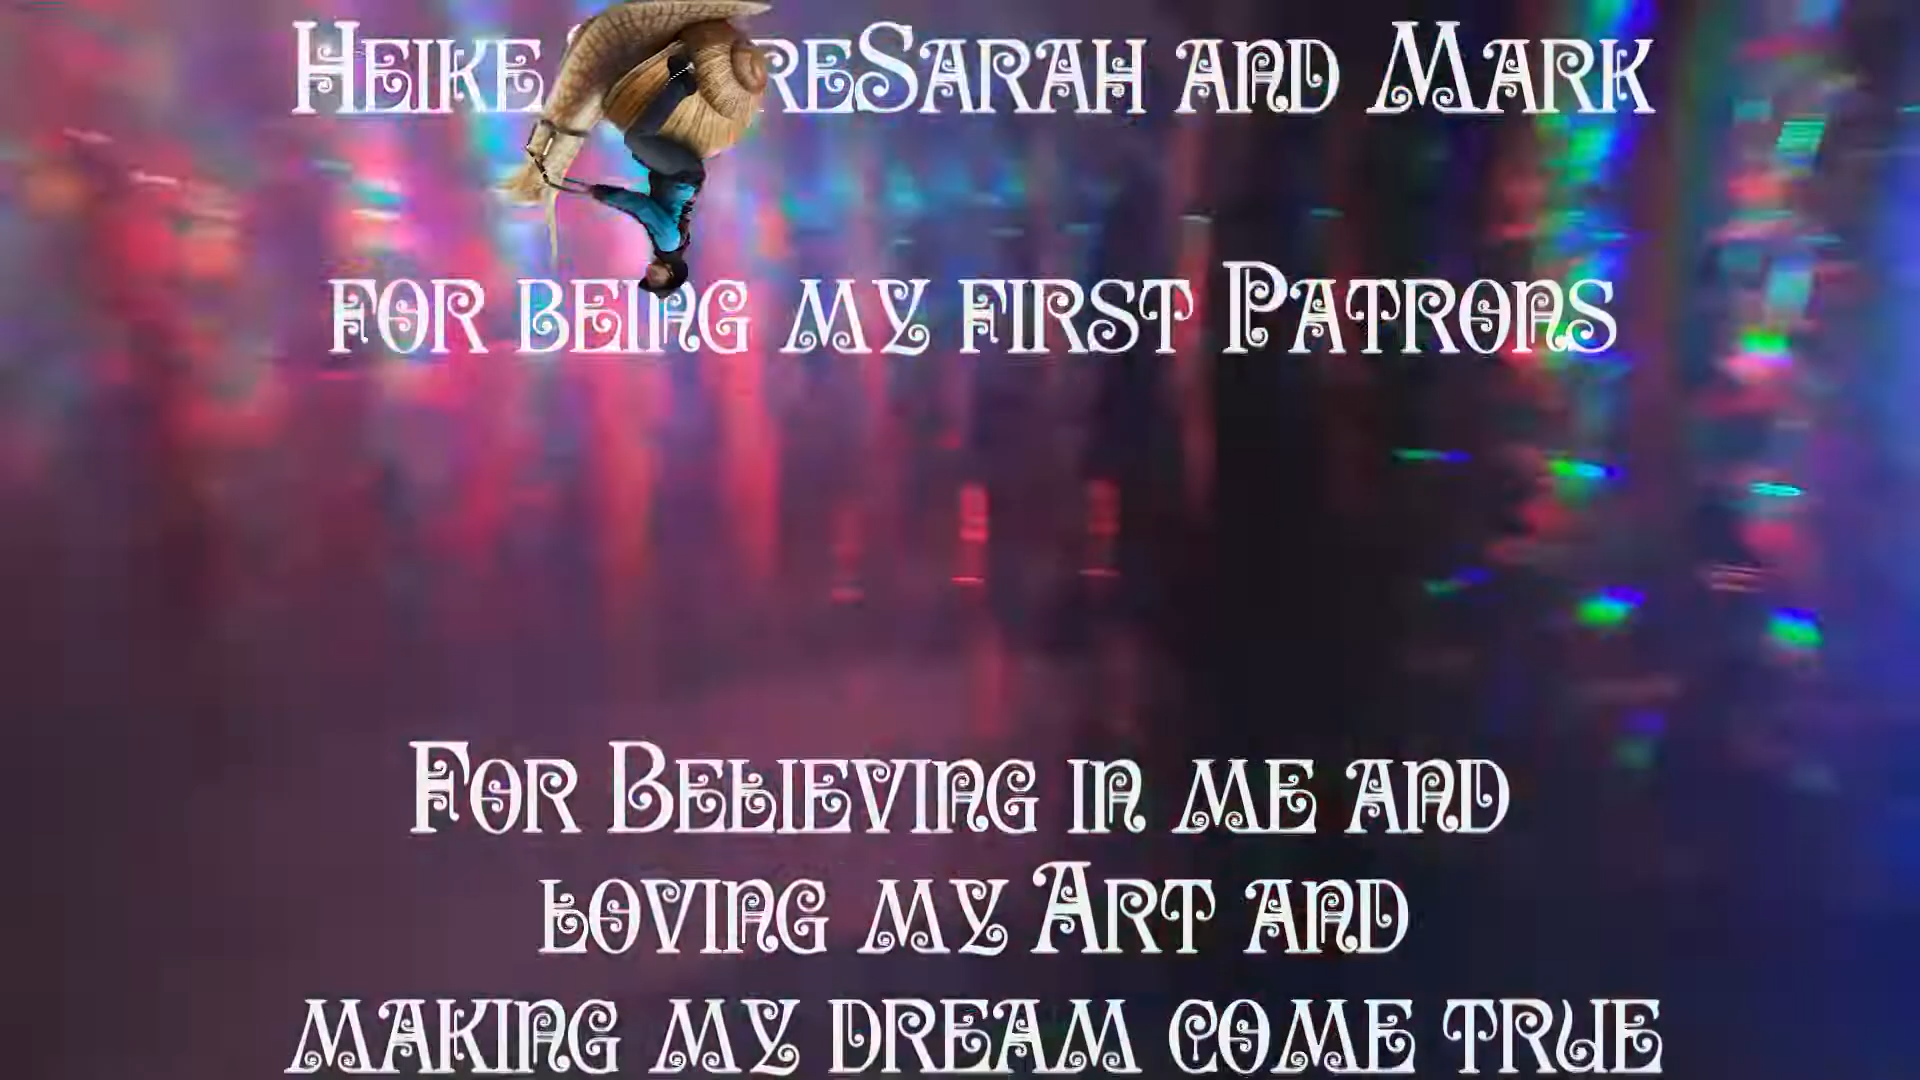 Heike reSarah and Mark
for being my first Patrons
For Believing in me and
loving my Art and
making my dream come true